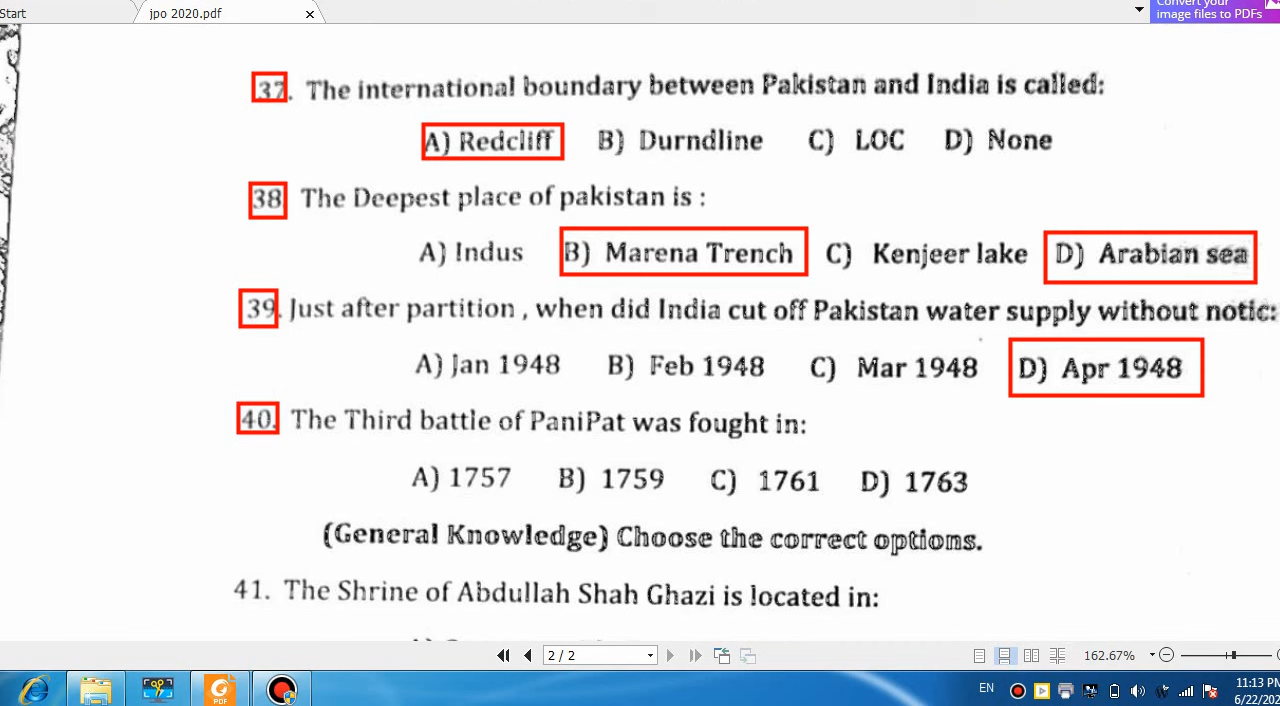 Start
jpo 2020.pdf
Convert your
image files to PDFs
37. The international boundary between Pakistan and India is called:
A) Redcliff B) Durndline C) LOC D) None
38 The Deepest place of pakistan is :
A) Indus B) Marena Trench C) Kenjeer lake D) Arabian sea
39. Just after partition , when did India cut off Pakistan water supply without notic:
A) Jan 1948 B) Feb 1948 C) Mar 1948 D) Apr 1948
40. The Third battle of PaniPat was fought in:
A) 1757 B) 1759 C) 1761 D) 1763
(General Knowledge) Choose the correct options.
41. The Shrine of Abdullah Shah Ghazi is located in:
2 / 2
162.67%
PDF
EN
11:13 PM
6/22/202